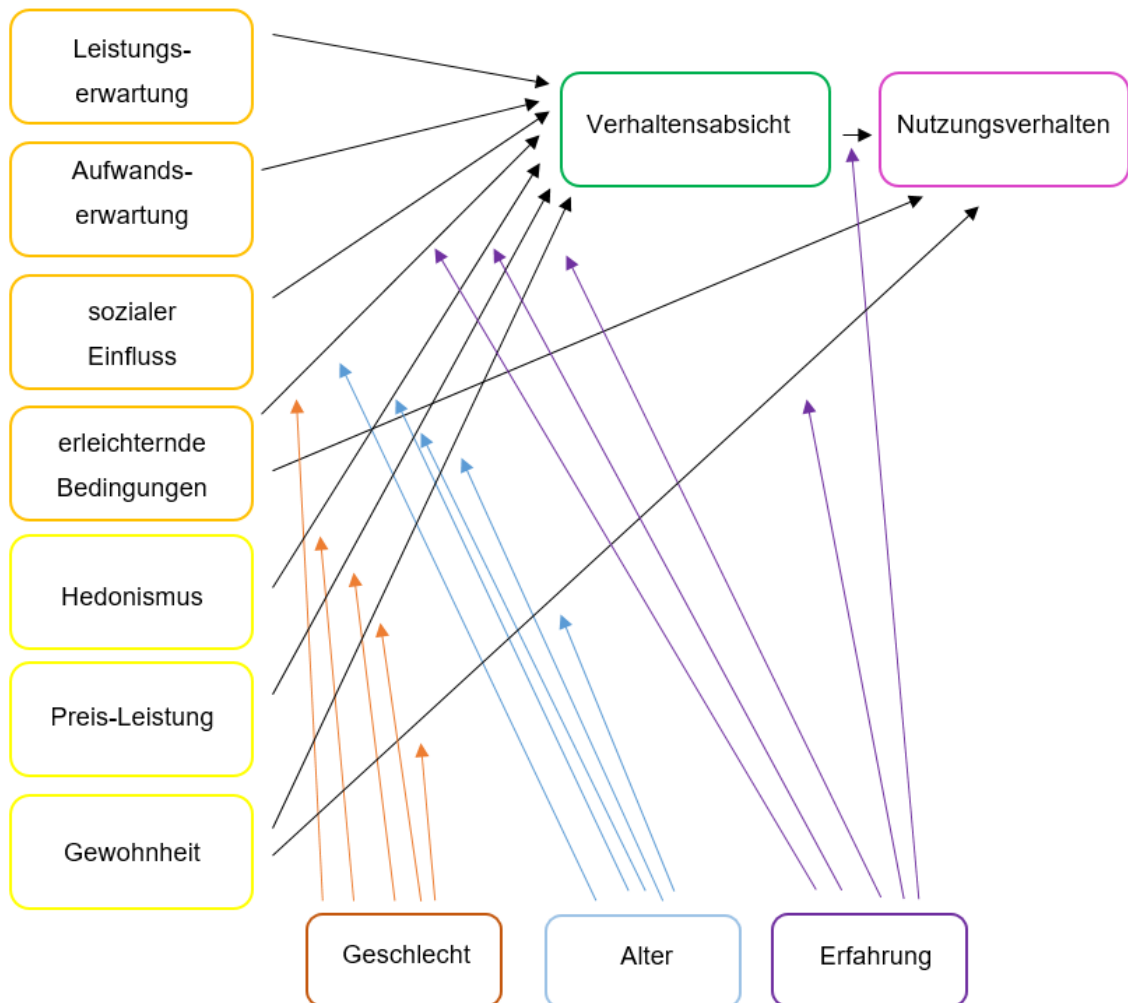 Leistungs-
erwartung
Aufwands-
erwartung
sozialer
Einfluss
erleichternde
Bedingungen
Hedonismus
Preis-Leistung
Gewohnheit
Verhaltensabsicht
Nutzungsverhalten
Geschlecht
Alter
Erfahrung